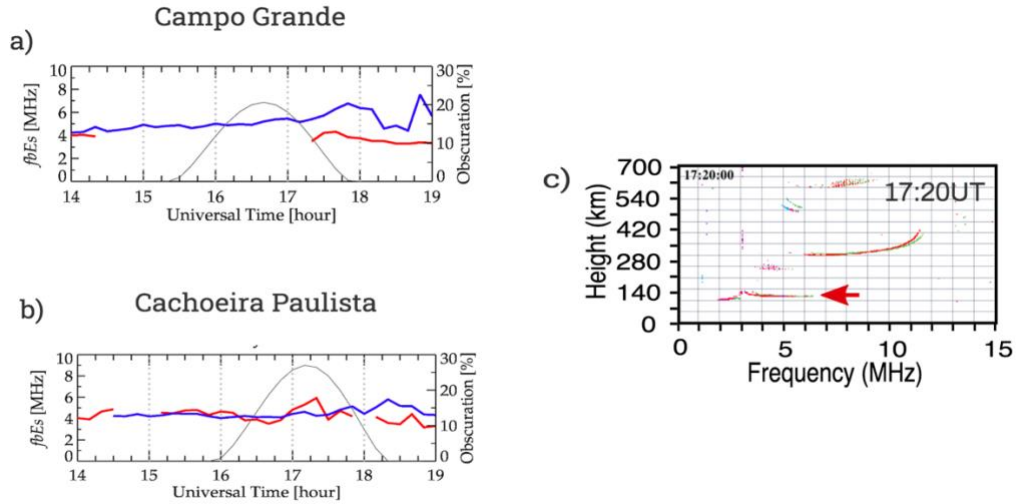 Campo Grande
a)
10
8
6
4
2
fbEs [MHz]
30
20
10
0
Obscuration [%]
14 15 16 17 18 19
Universal Time [hour]
Cachoeira Paulista
b)
10
8
6
4
2
0
fbEs [MHz]
30
20
10
0
Obscuration [%]
14 15 16 17 18 19
Universal Time [hour]
c)
17:20:00
17:20UT
700
540
420
280
140
0
Height (km)
0 5 10 15
Frequency (MHz)